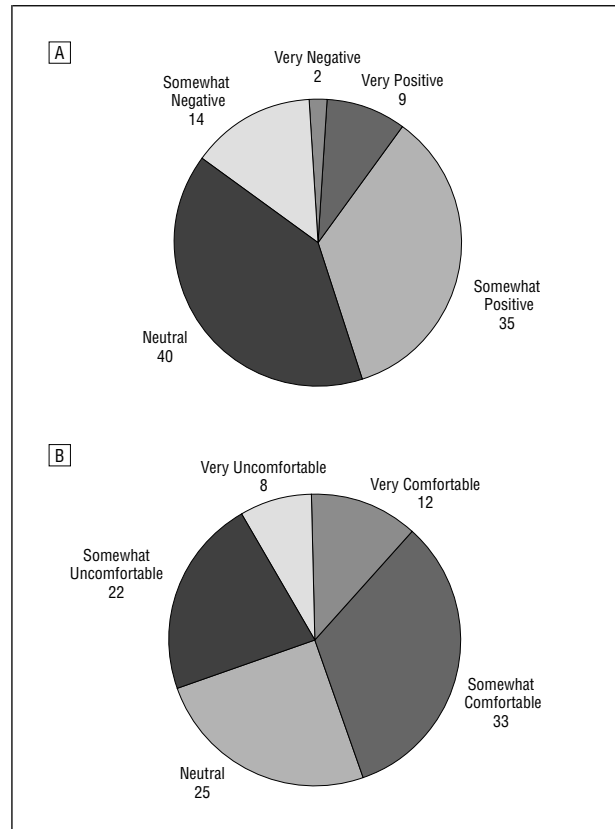 A
Very Negative
2
Very Positive
9
Somewhat
Negative
14
Somewhat
Positive
35
Neutral
40
B
Very Uncomfortable
8
Very Comfortable
12
Somewhat
Uncomfortable
22
Somewhat
Comfortable
33
Neutral
25